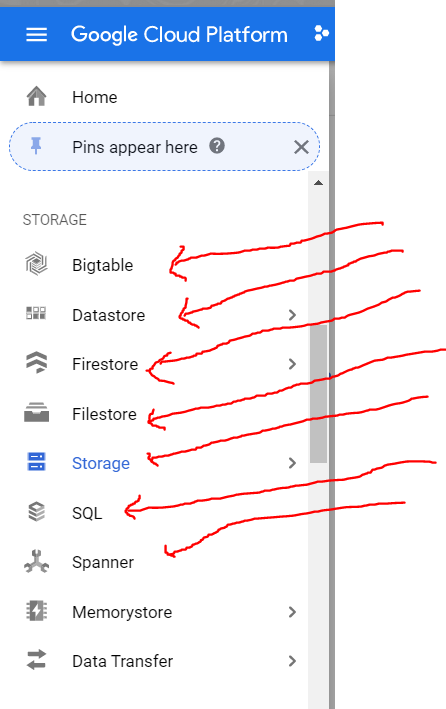 Google Cloud Platform
Home
Pins appear here ?
STORAGE
Bigtable
Datastore
Firestore
Filestore
Storage
SQL
Spanner
Memorystore
Data Transfer